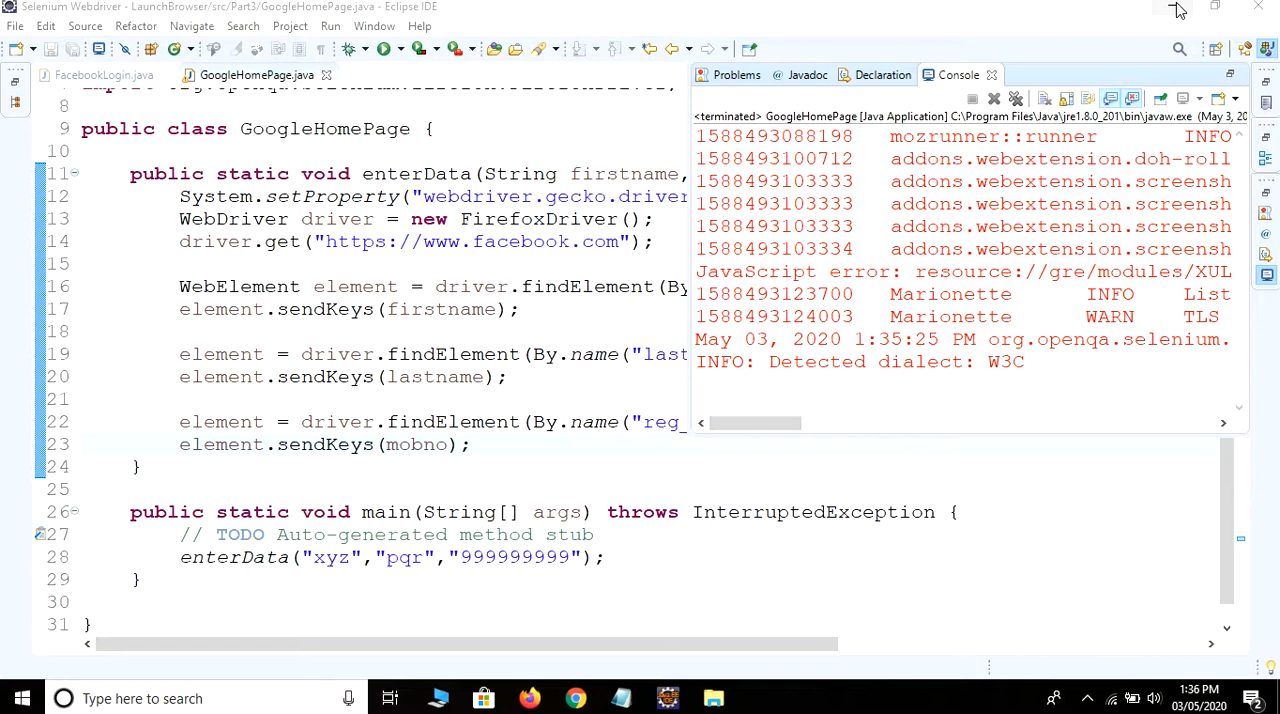 Selenium Webdriver - LaunchBrowser/src/Part3/GoogleHomePage.java - Eclipse IDE
File Edit Source Refactor Navigate Search Project Run Window Help
FacebookLogin.java GoogleHomePage.java
Problems @ Javadoc Declaration Console
<terminated> GoogleHomePage [Java Application] C:\Program Files\Java\jre1.8.0_201\bin\javaw.exe (May 3, 20
8
9 public class GoogleHomePage {
10
11 public static void enterData(String firstname,
12 System.setProperty("webdriver.gecko.driver
13 WebDriver driver = new FirefoxDriver();
14 driver.get("https://www.facebook.com");
15
16 WebElement element = driver.findElement(By
17 element.sendKeys(firstname);
18
19 element = driver.findElement(By.name("last
20 element.sendKeys(lastname);
21
22 element = driver.findElement(By.name("reg_
23 element.sendKeys(mobno);
24 }
25
26 public static void main(String[] args) throws InterruptedException {
27 // TODO Auto-generated method stub
28 enterData("xyz","pqr","999999999");
29 }
30
31 }
1588493088198 mozrunner::runner INFO
1588493100712 addons.webextension.doh-roll
1588493103333 addons.webextension.screensh
1588493103333 addons.webextension.screensh
1588493103333 addons.webextension.screensh
1588493103334 addons.webextension.screensh
JavaScript error: resource://gre/modules/XUL
1588493123700 Marionette INFO List
1588493124003 Marionette WARN TLS
May 03, 2020 1:35:25 PM org.openqa.selenium.
INFO: Detected dialect: W3C
Type here to search
1:36 PM
03/05/2020
2